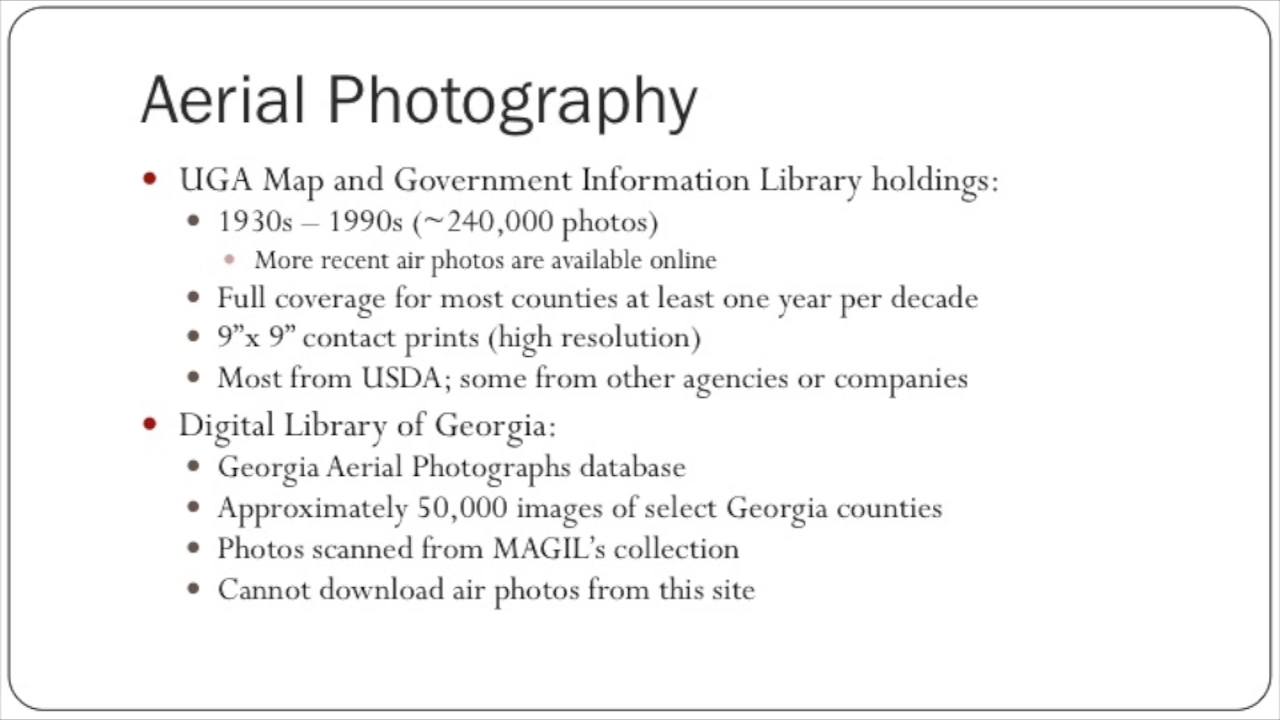 Aerial Photography
• UGA Map and Government Information Library holdings:
• 1930s – 1990s (~240,000 photos)
• More recent air photos are available online
• Full coverage for most counties at least one year per decade
• 9”x 9” contact prints (high resolution)
• Most from USDA; some from other agencies or companies
• Digital Library of Georgia:
• Georgia Aerial Photographs database
• Approximately 50,000 images of select Georgia counties
• Photos scanned from MAGIL’s collection
• Cannot download air photos from this site